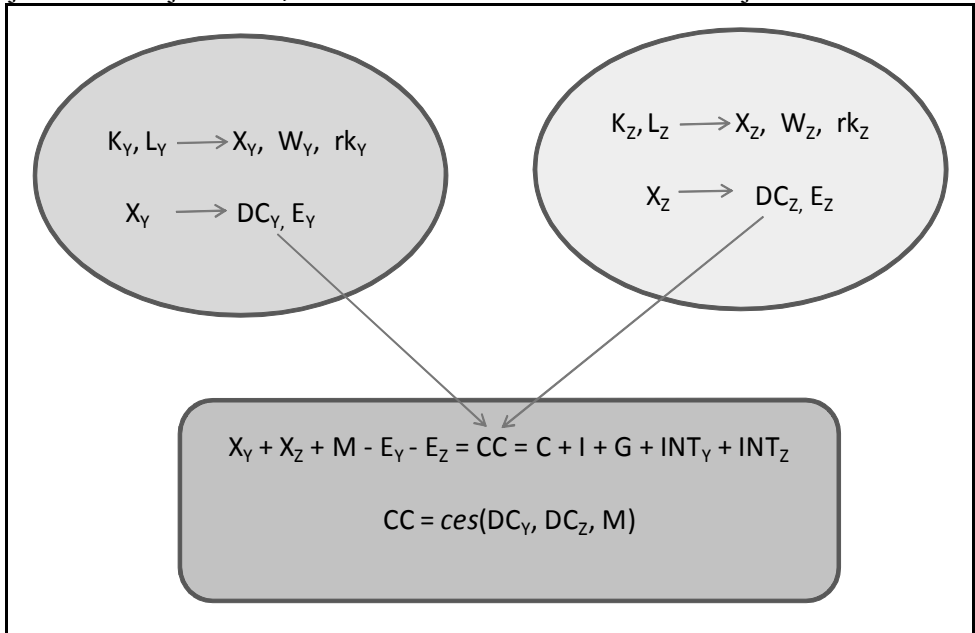 K_Y, L_Y → X_Y, W_Y, rk_Y
X_Y → DC_Y, E_Y
K_Z, L_Z → X_Z, W_Z, rk_Z
X_Z → DC_Z, E_Z
X_Y + X_Z + M - E_Y - E_Z = CC = C + I + G + INT_Y + INT_Z
CC = ces(DC_Y, DC_Z, M)